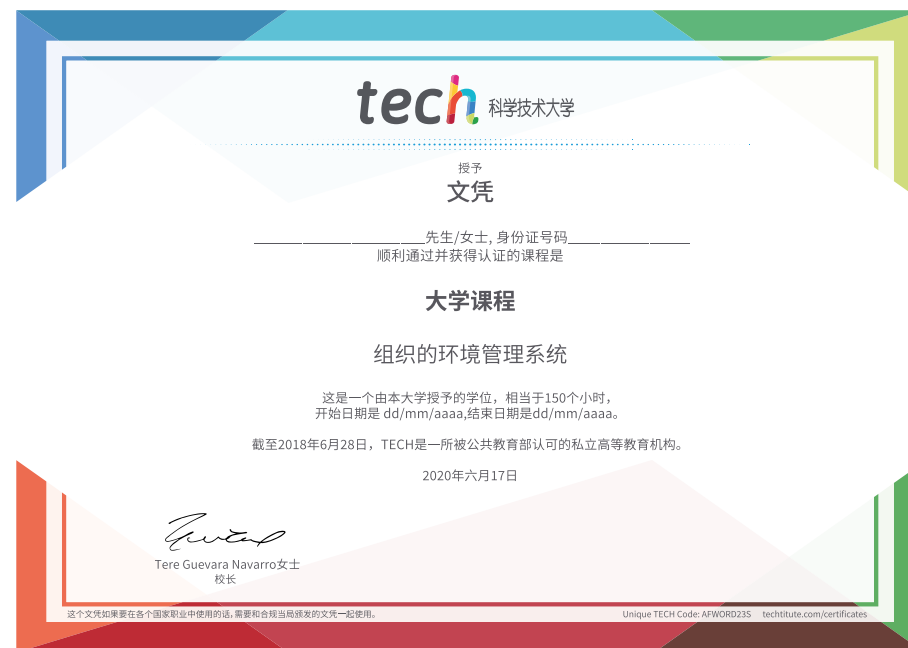 tech 科学技术大学
授予
文凭
______________________先生/女士, 身份证号码_______________
顺利通过并获得认证的课程是
大学课程
组织的环境管理系统
这是一个由本大学授予的学位，相当于150个小时，
开始日期是 dd/mm/aaaa,结束日期是dd/mm/aaaa。
截至2018年6月28日，TECH是一所被公共教育部认可的私立高等教育机构。
2020年六月17日
Tere Guevara Navarro女士
校长
这个文凭如果要在各个国家职业中使用的话,需要和合规当局颁发的文凭一起使用。
Unique TECH Code: AFWORD23S techtitute.com/certificates